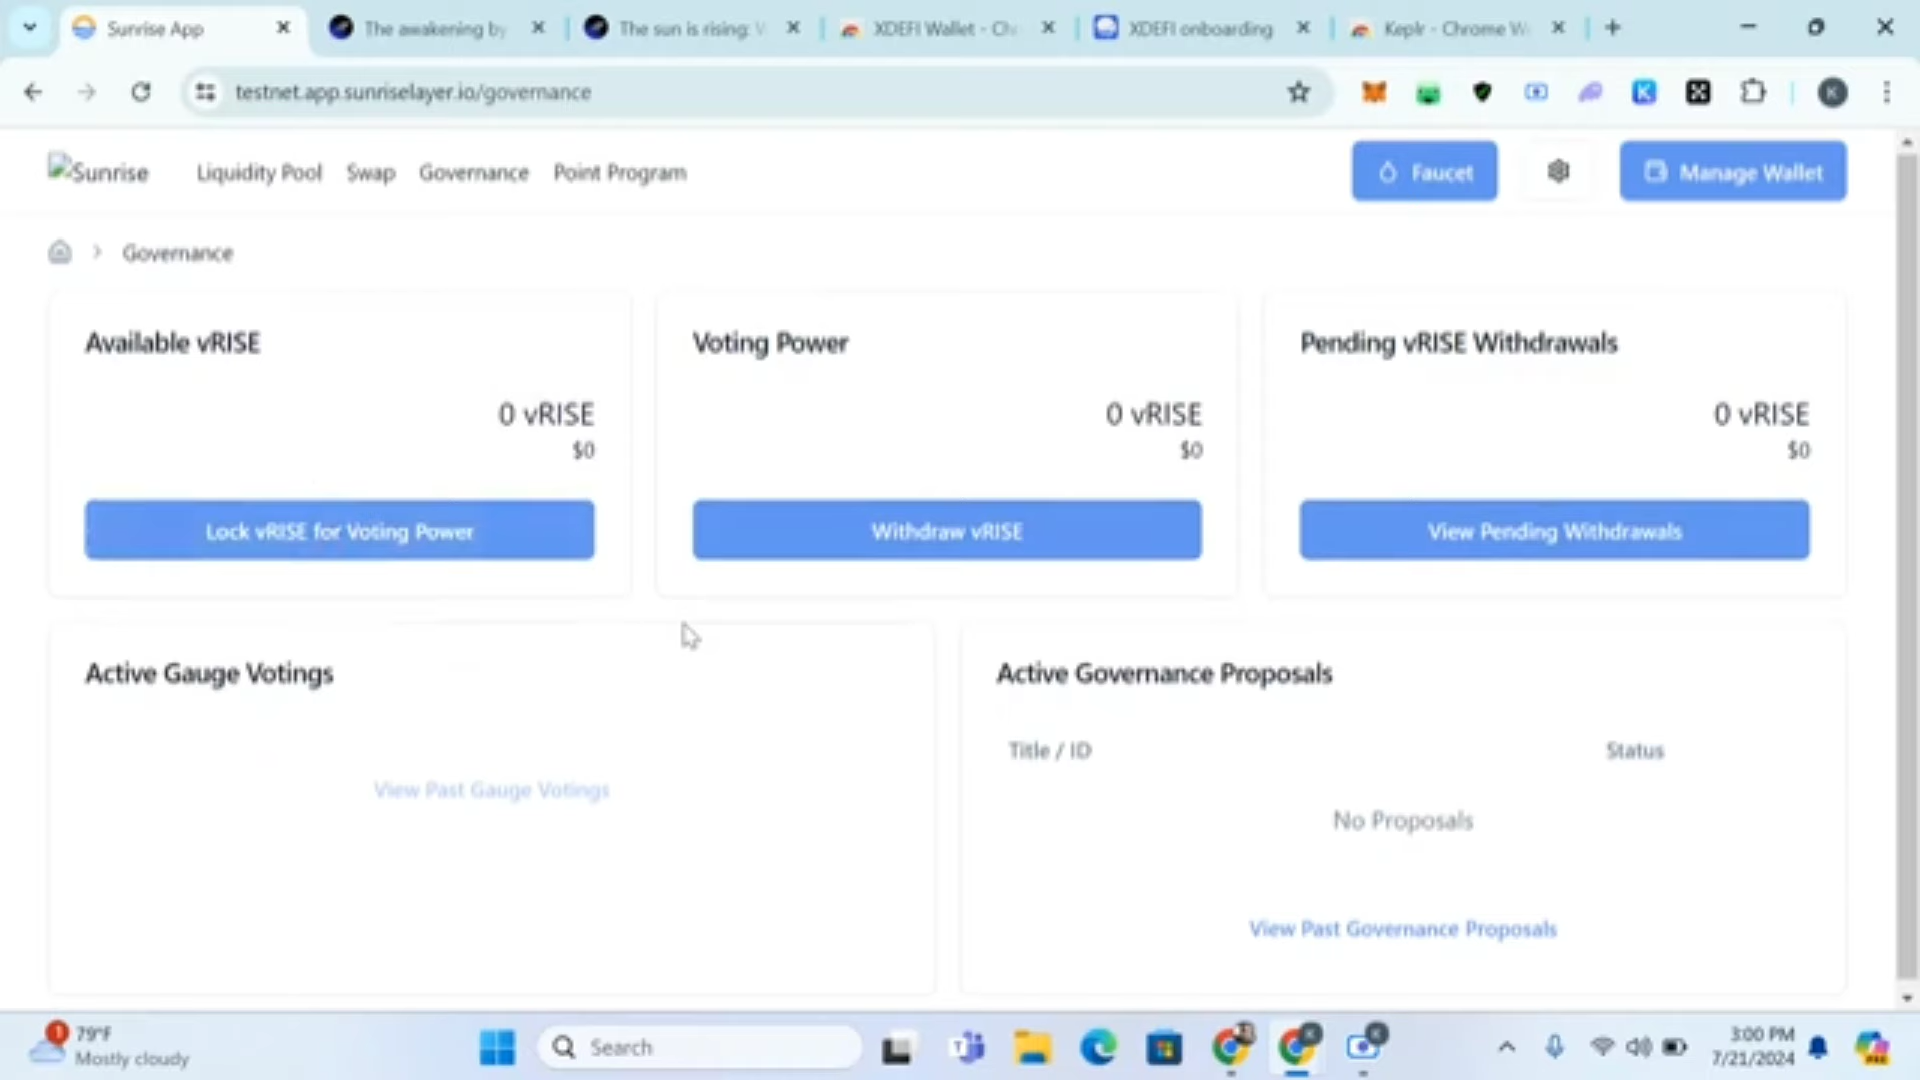 Sunrise App
The awakening by
The sun is rising:
XDEFI Wallet - Ch
XDEFI onboarding
Keplr - Chrome W
testnet.app.sunriselayer.io/governance
Sunrise
Liquidity Pool
Swap
Governance
Point Program
Faucet
Manage Wallet
K
Governance
Available vRISE
0 vRISE
$0
Lock vRISE for Voting Power
Voting Power
0 vRISE
$0
Withdraw vRISE
Pending vRISE Withdrawals
0 vRISE
$0
View Pending Withdrawals
Active Gauge Votings
View Past Gauge Votings
Active Governance Proposals
Title / ID
Status
No Proposals
View Past Governance Proposals
1
79°F
Mostly cloudy
Search
3:00 PM
7/21/2024